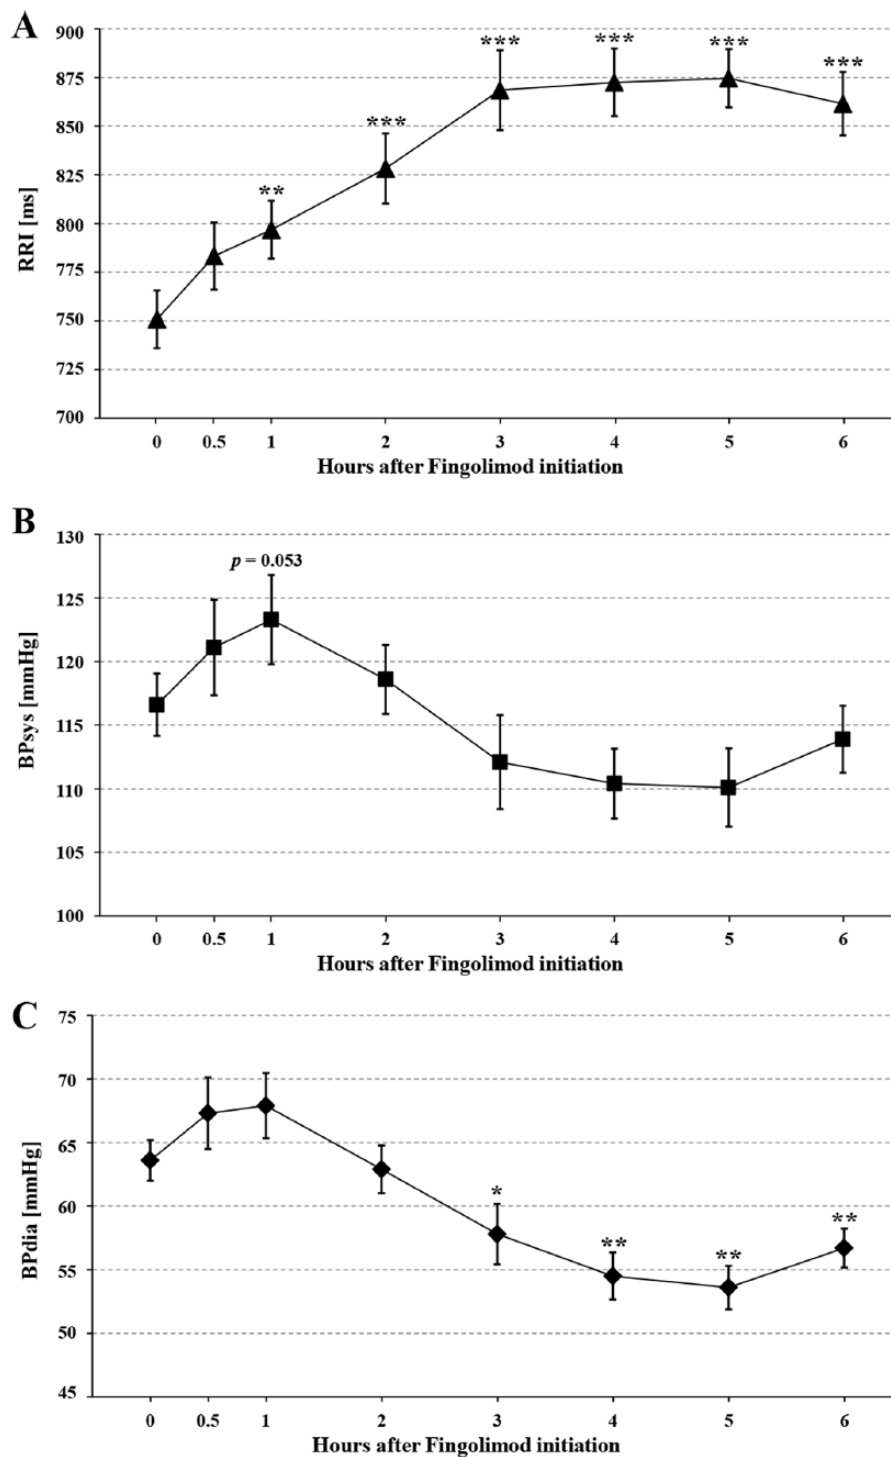 A
900
875
850
825
800
775
750
725
700
RRI [ms]
**
***
***
***
***
***
0 0.5 1 2 3 4 5 6
Hours after Fingolimod initiation
B
130
125
120
115
110
105
100
BPsys [mmHg]
p = 0.053
0 0.5 1 2 3 4 5 6
Hours after Fingolimod initiation
C
75
70
65
60
55
50
45
BPdia [mmHg]
*
**
**
**
0 0.5 1 2 3 4 5 6
Hours after Fingolimod initiation